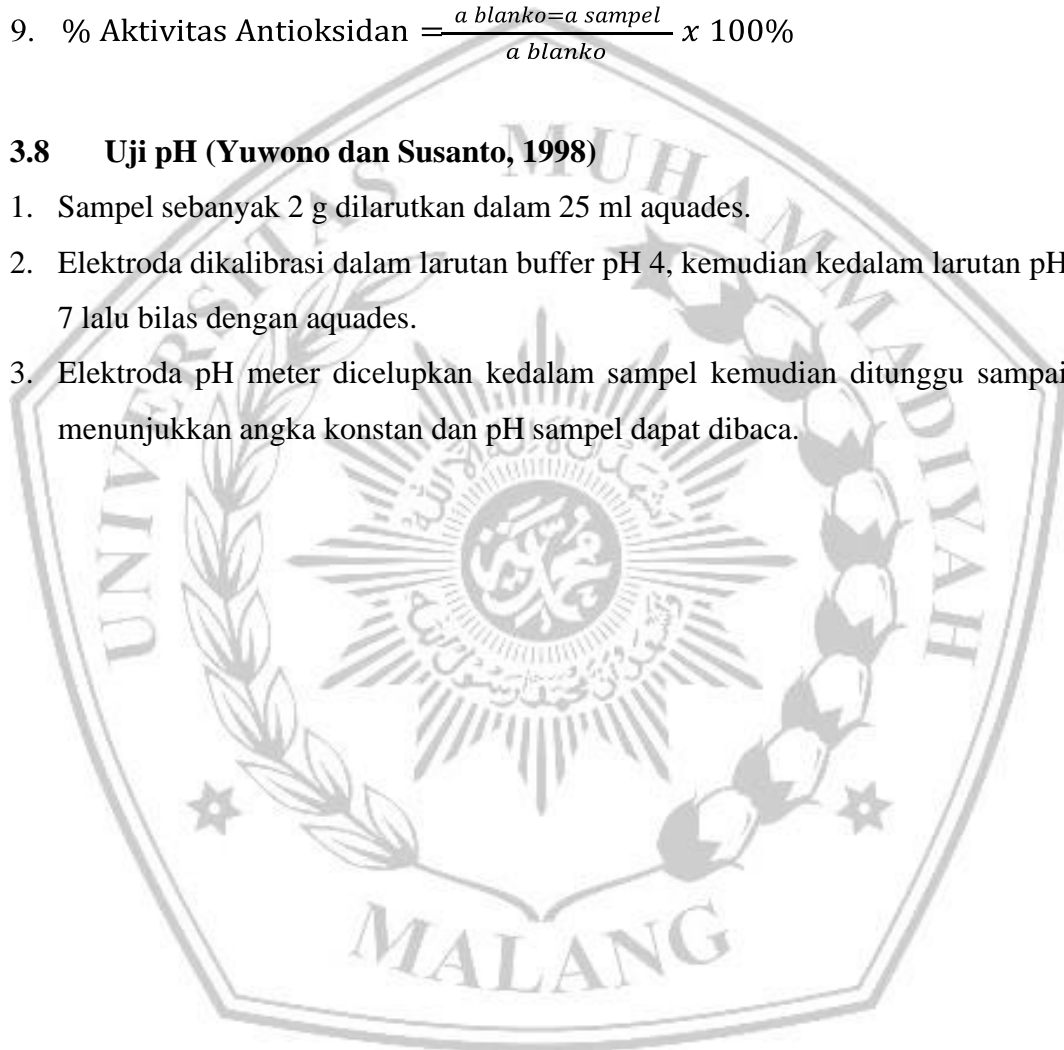 9. % Aktivitas Antioksidan = a blanko=a sampel / a blanko x 100%
3.8 Uji pH (Yuwono dan Susanto, 1998)
1. Sampel sebanyak 2 g dilarutkan dalam 25 ml aquades.
2. Elektroda dikalibrasi dalam larutan buffer pH 4, kemudian kedalam larutan pH
7 lalu bilas dengan aquades.
3. Elektroda pH meter dicelupkan kedalam sampel kemudian ditunggu sampai
menunjukkan angka konstan dan pH sampel dapat dibaca.
UNIVERSITAS MUHAMMADIYAH
MALANG